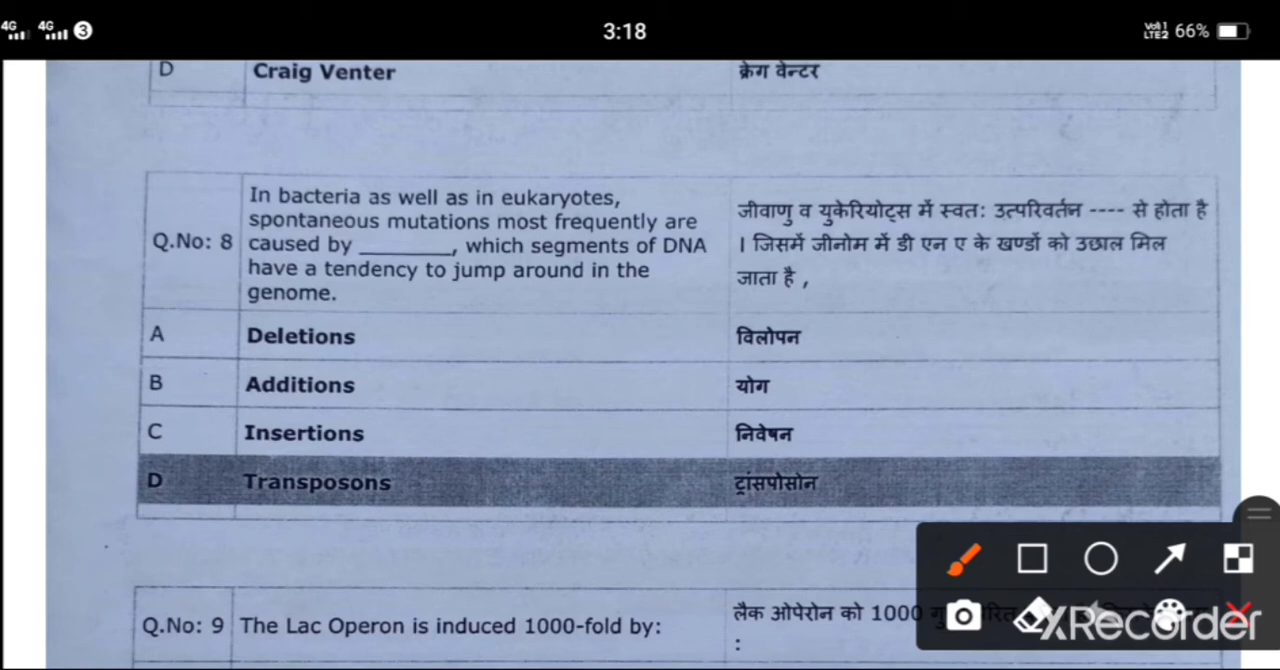 4G 4G 3 3:18 Vol1 LTE2 66%
D Craig Venter क्रेग वेन्टर
In bacteria as well as in eukaryotes,
spontaneous mutations most frequently are
Q.No: 8 caused by ________, which segments of DNA
have a tendency to jump around in the
genome.
जीवाणु व युकेरियोट्स में स्वत: उत्परिवर्तन ---- से होता है
। जिसमें जीनोम में डी एन ए के खण्डों को उछाल मिल
जाता है ,
A Deletions विलोपन
B Additions योग
C Insertions निवेषन
D Transposons ट्रांसपोसोन
Q.No: 9 The Lac Operon is induced 1000-fold by:
लैक ओपेरोन को 1000
:
XRecorder